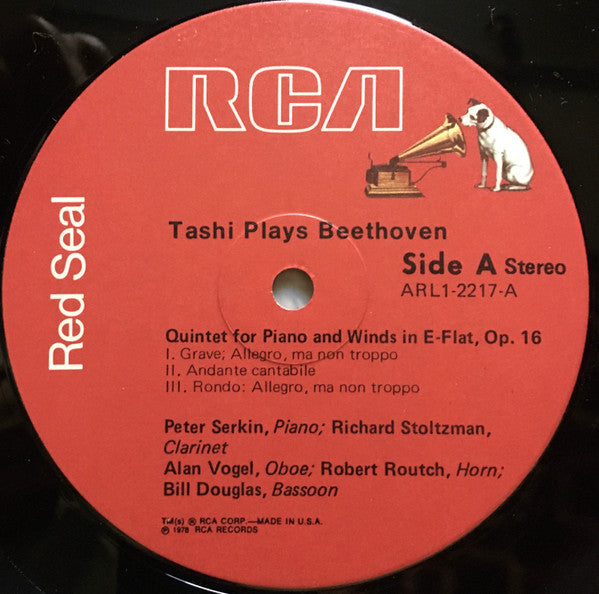 RCA
Red Seal
Tashi Plays Beethoven
Side A Stereo
ARL1-2217-A
Quintet for Piano and Winds in E-Flat, Op. 16
I. Grave; Allegro, ma non troppo
II. Andante cantabile
III. Rondo: Allegro, ma non troppo
Peter Serkin, Piano; Richard Stoltzman,
Clarinet
Alan Vogel, Oboe; Robert Routch, Horn;
Bill Douglas, Bassoon
Tmk(s) ® RCA CORP.—MADE IN U.S.A.
℗ 1978 RCA RECORDS